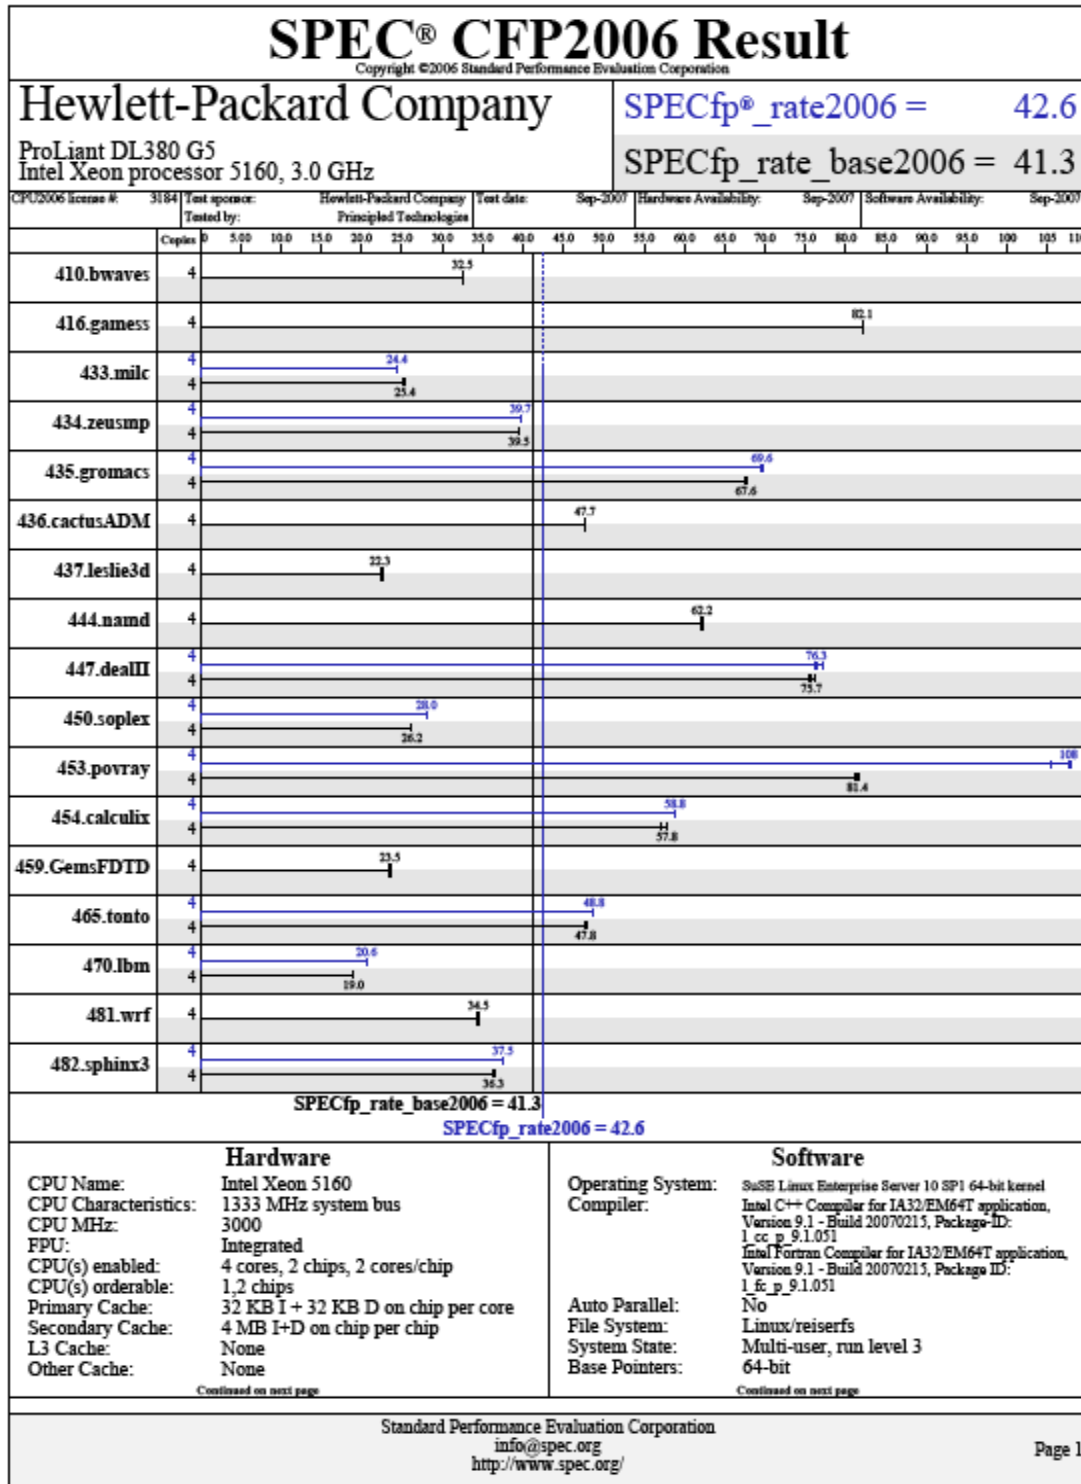 SPEC® CFP2006 Result
Copyright ©2006 Standard Performance Evaluation Corporation
Hewlett-Packard Company
ProLiant DL380 G5
Intel Xeon processor 5160, 3.0 GHz
SPECfp®_rate2006 = 42.6
SPECfp_rate_base2006 = 41.3
CPU2006 license #: 3184 Test sponsor: Hewlett-Packard Company Test date: Sep-2007 Hardware Availability: Sep-2007 Software Availability: Sep-2007
Tested by: Principled Technologies
Copies 0 5.00 10.0 15.0 20.0 25.0 30.0 35.0 40.0 45.0 50.0 55.0 60.0 65.0 70.0 75.0 80.0 85.0 90.0 95.0 100 105 110
410.bwaves 4 32.5
416.gamess 4 82.1
4 24.4
433.milc
4 25.4
4 39.7
434.zeusmp
4 39.5
4 69.6
435.gromacs
4 67.6
436.cactusADM 4 47.7
437.leslie3d 4 22.3
444.namd 4 62.2
4 76.3
447.dealII
4 75.7
4 28.0
450.soplex
4 26.2
4 108
453.povray
4 81.4
4 58.8
454.calculix
4 57.8
459.GemsFDTD 4 23.5
4 48.8
465.tonto
4 47.8
4 20.6
470.lbm
4 19.0
481.wrf 4 34.5
4 37.5
482.sphinx3
4 36.3
SPECfp_rate_base2006 = 41.3
SPECfp_rate2006 = 42.6
Hardware
CPU Name: Intel Xeon 5160
CPU Characteristics: 1333 MHz system bus
CPU MHz: 3000
FPU: Integrated
CPU(s) enabled: 4 cores, 2 chips, 2 cores/chip
CPU(s) orderable: 1,2 chips
Primary Cache: 32 KB I + 32 KB D on chip per core
Secondary Cache: 4 MB I+D on chip per chip
L3 Cache: None
Other Cache: None
Continued on next page
Software
Operating System: SuSE Linux Enterprise Server 10 SP1 64-bit kernel
Compiler: Intel C++ Compiler for IA32/EM64T application,
Version 9.1 - Build 20070215, Package-ID:
l_cc_p_9.1.051
Intel Fortran Compiler for IA32/EM64T application,
Version 9.1 - Build 20070215, Package ID:
l_fc_p_9.1.051
Auto Parallel: No
File System: Linux/reiserfs
System State: Multi-user, run level 3
Base Pointers: 64-bit
Continued on next page
Standard Performance Evaluation Corporation
info@spec.org
http://www.spec.org/
Page 1